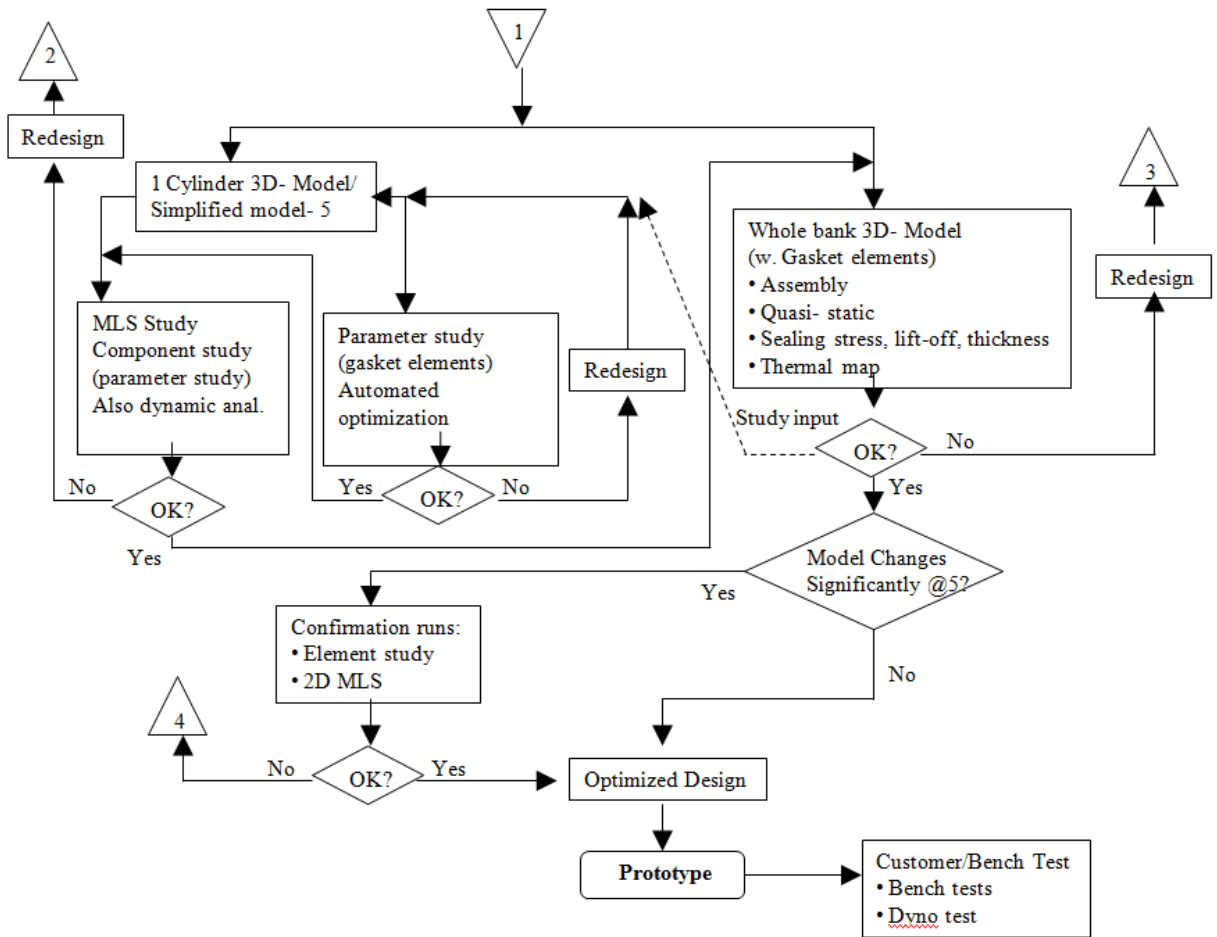 1
2
Redesign
1 Cylinder 3D- Model/
Simplified model- 5
3
Redesign
Whole bank 3D- Model
(w. Gasket elements)
• Assembly
• Quasi- static
• Sealing stress, lift-off, thickness
• Thermal map
MLS Study
Component study
(parameter study)
Also dynamic anal.
Parameter study
(gasket elements)
Automated
optimization
Redesign
Study input
OK?
No
Yes
No
OK?
Yes
Yes
OK?
No
Model Changes
Significantly @5?
Yes
No
Confirmation runs:
• Element study
• 2D MLS
4
No
OK?
Yes
Optimized Design
Prototype
Customer/Bench Test
• Bench tests
• Dyno test